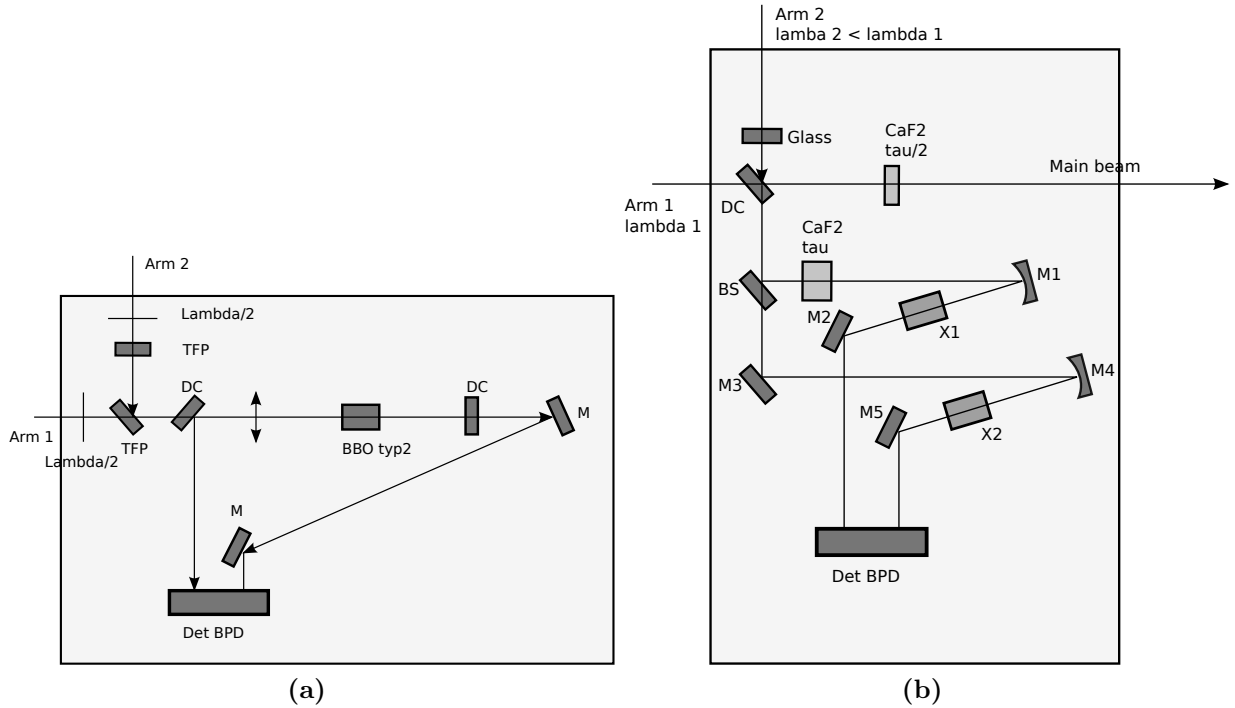 Arm 2
Lambda/2
TFP
DC
DC
Arm 1
Lambda/2
TFP
BBO typ2
M
M
Det BPD
(a)
Arm 2
lamba 2 < lambda 1
Glass
CaF2
tau/2
Main beam
Arm 1
lambda 1
DC
CaF2
tau
BS
M1
M2
X1
M3
M4
M5
X2
Det BPD
(b)